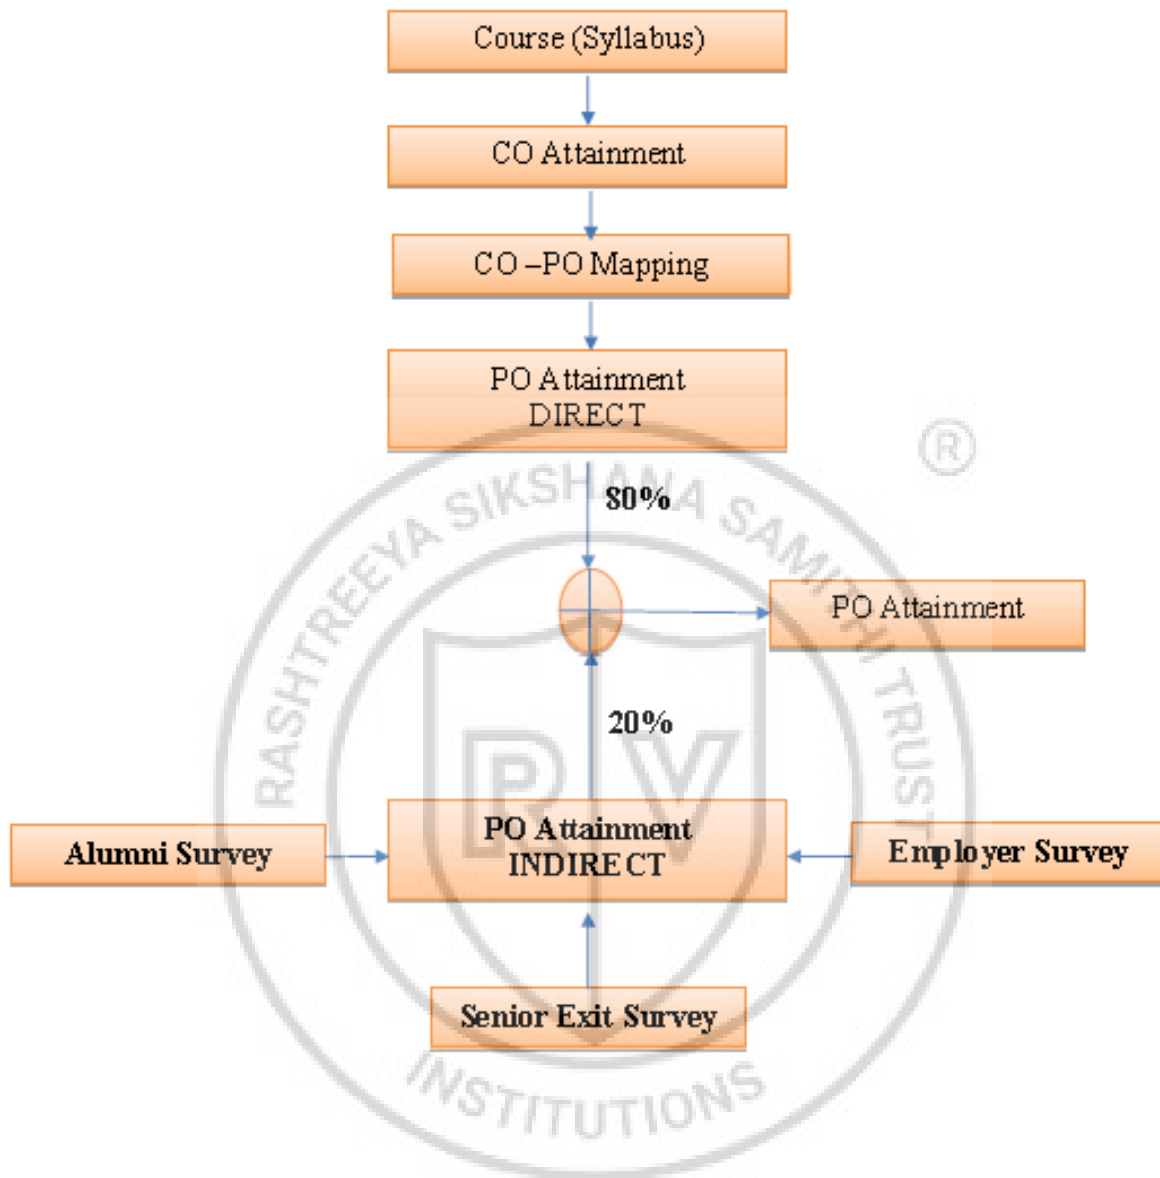 Course (Syllabus)
CO Attainment
CO –PO Mapping
PO Attainment
DIRECT
80%
PO Attainment
20%
PO Attainment
INDIRECT
Alumni Survey
Employer Survey
Senior Exit Survey
RASHTREEYA SIKSHANA SAMITHI TRUST
®
RV
INSTITUTIONS